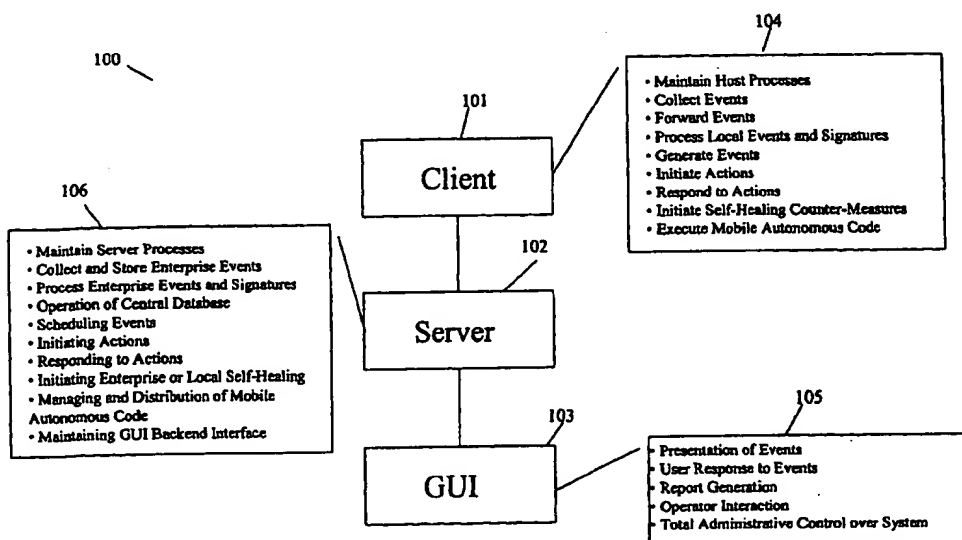 100
104
• Maintain Host Processes
• Collect Events
• Forward Events
• Process Local Events and Signatures
• Generate Events
• Initiate Actions
• Respond to Actions
• Initiate Self-Healing Counter-Measures
• Execute Mobile Autonomous Code
101
Client
106
• Maintain Server Processes
• Collect and Store Enterprise Events
• Process Enterprise Events and Signatures
• Operation of Central Database
• Scheduling Events
• Initiating Actions
• Responding to Actions
• Initiating Enterprise or Local Self-Healing
• Managing and Distribution of Mobile
Autonomous Code
• Maintaining GUI Backend Interface
102
Server
103
GUI
105
• Presentation of Events
• User Response to Events
• Report Generation
• Operator Interaction
• Total Administrative Control over System